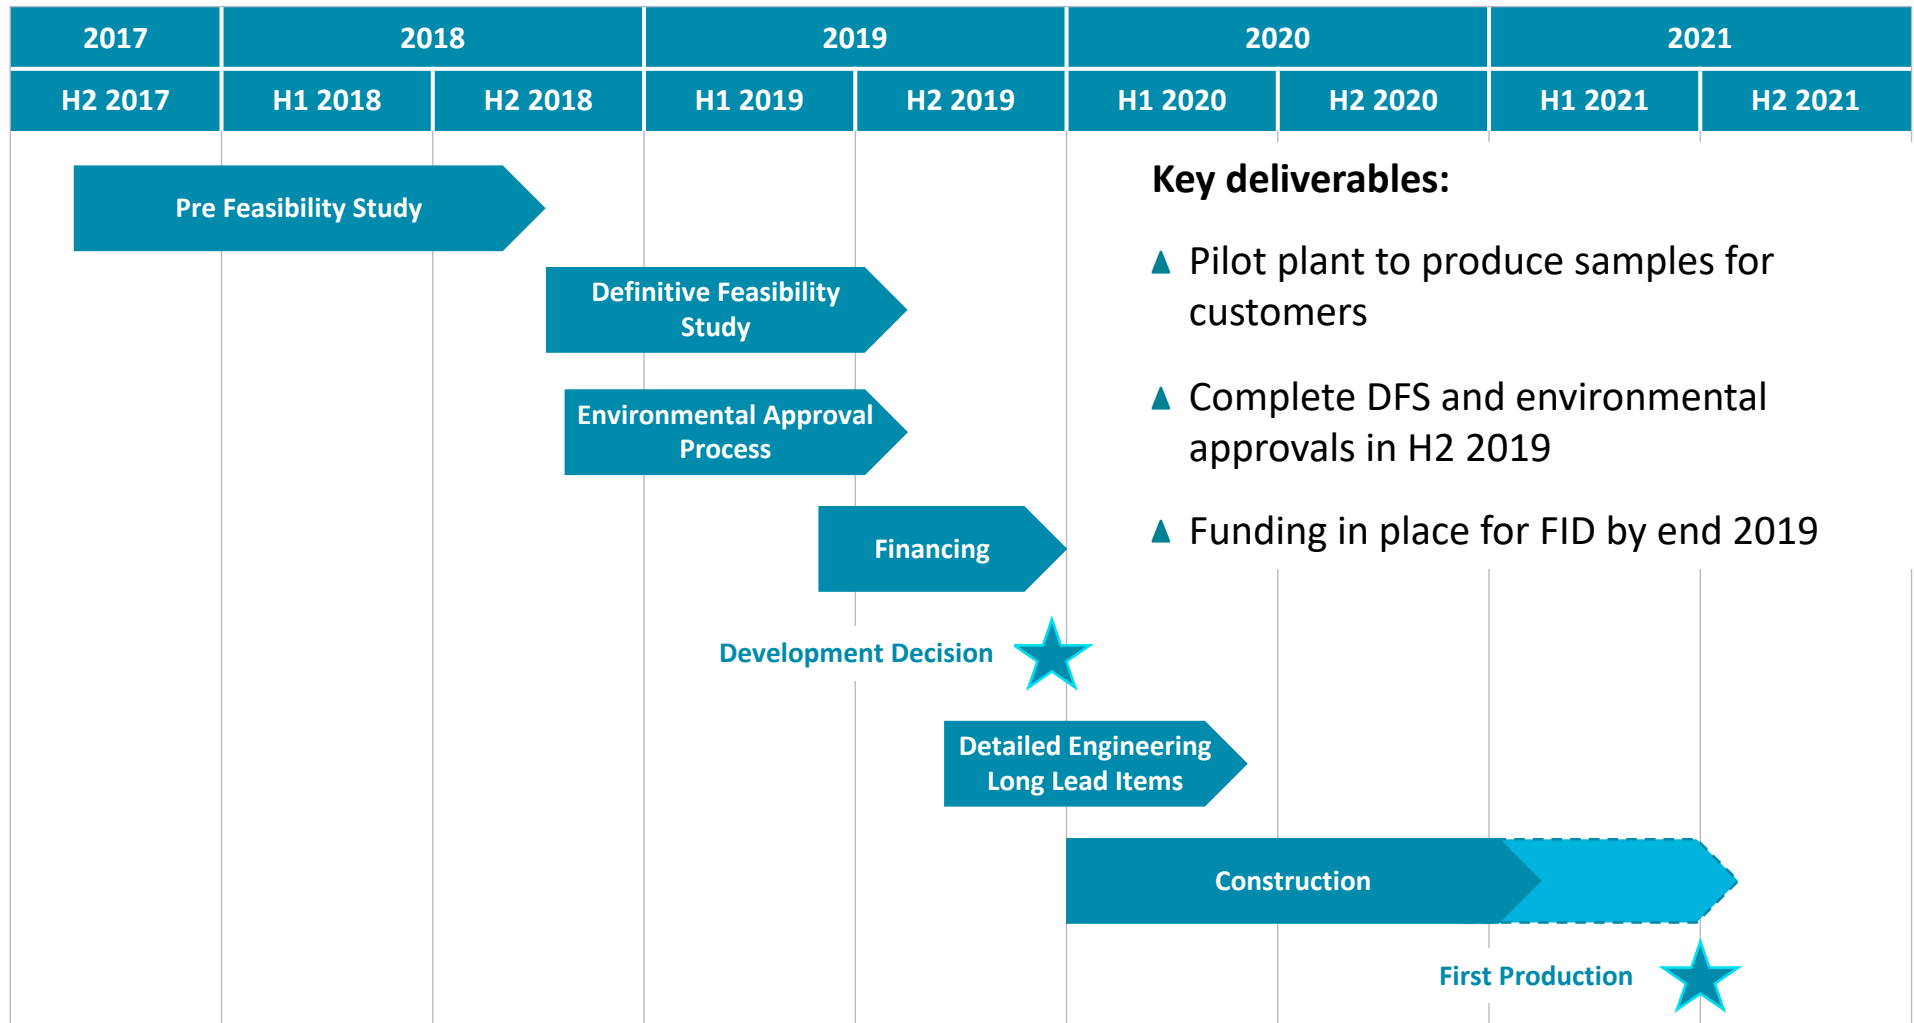 2017 2018 2019 2020 2021
H2 2017 H1 2018 H2 2018 H1 2019 H2 2019 H1 2020 H2 2020 H1 2021 H2 2021
Pre Feasibility Study
Definitive Feasibility
Study
Environmental Approval
Process
Financing
Development Decision
Detailed Engineering
Long Lead Items
Construction
First Production
Key deliverables:
Pilot plant to produce samples for
customers
Complete DFS and environmental
approvals in H2 2019
Funding in place for FID by end 2019